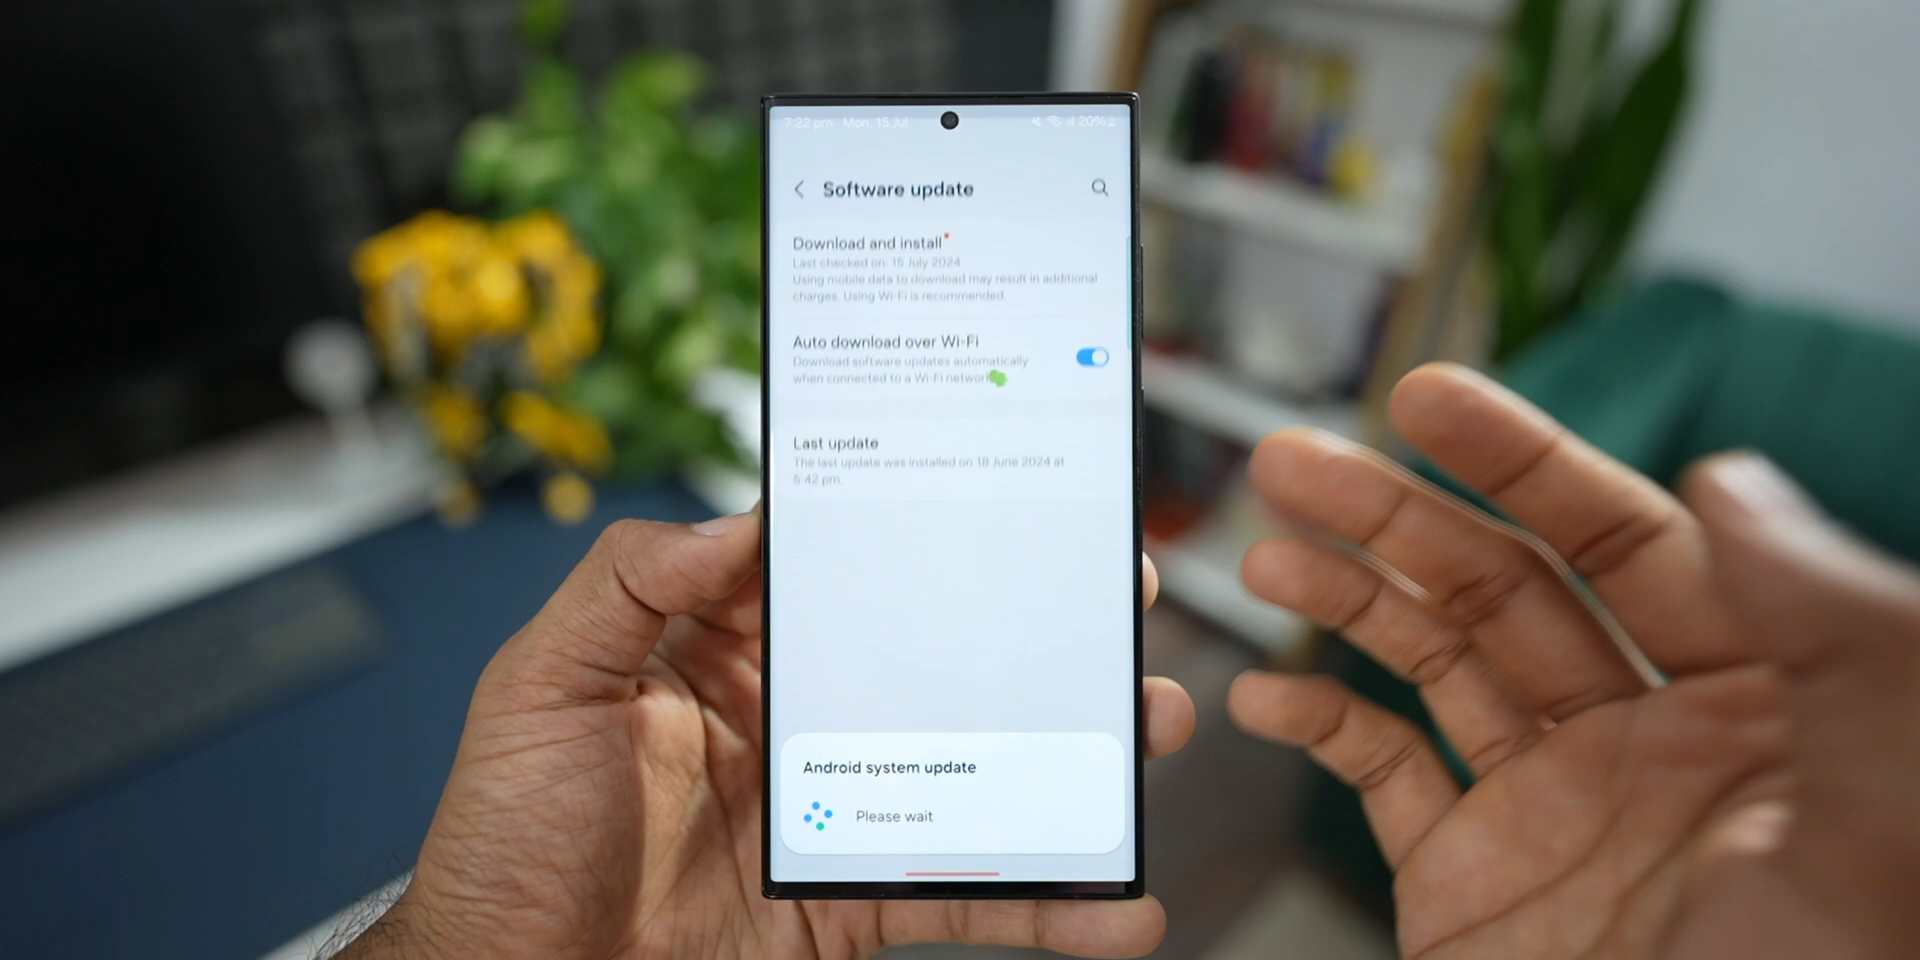 7:22 pm Mon, 15 Jul 20%
Software update
Download and install
Last checked on: 15 July 2024
Using mobile data to download may result in additional
charges. Using Wi-Fi is recommended.
Auto download over Wi-Fi
Download software updates automatically
when connected to a Wi-Fi network
Last update
The last update was installed on 18 June 2024 at
5:42 pm.
Android system update
Please wait